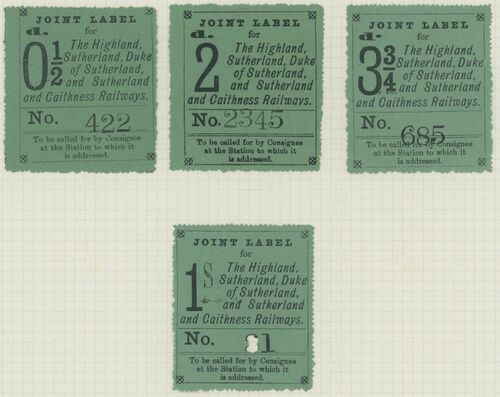 JOINT LABEL
for
d.
0½
The Highland,
Sutherland, Duke
of Sutherland,
and Sutherland
and Caithness Railways.
No. 422
To be called for by Consignee
at the Station to which it
is addressed.
JOINT LABEL
for
d.
2
The Highland,
Sutherland, Duke
of Sutherland,
and Sutherland
and Caithness Railways.
No. 2345
To be called for by Consignee
at the Station to which it
is addressed.
JOINT LABEL
for
d.
3¾
The Highland,
Sutherland, Duke
of Sutherland,
and Sutherland
and Caithness Railways.
No. 685
To be called for by Consignee
at the Station to which it
is addressed.
JOINT LABEL
for
1S
The Highland,
Sutherland, Duke
of Sutherland,
and Sutherland
and Caithness Railways.
No. 1
To be called for by Consignee
at the Station to which it
is addressed.